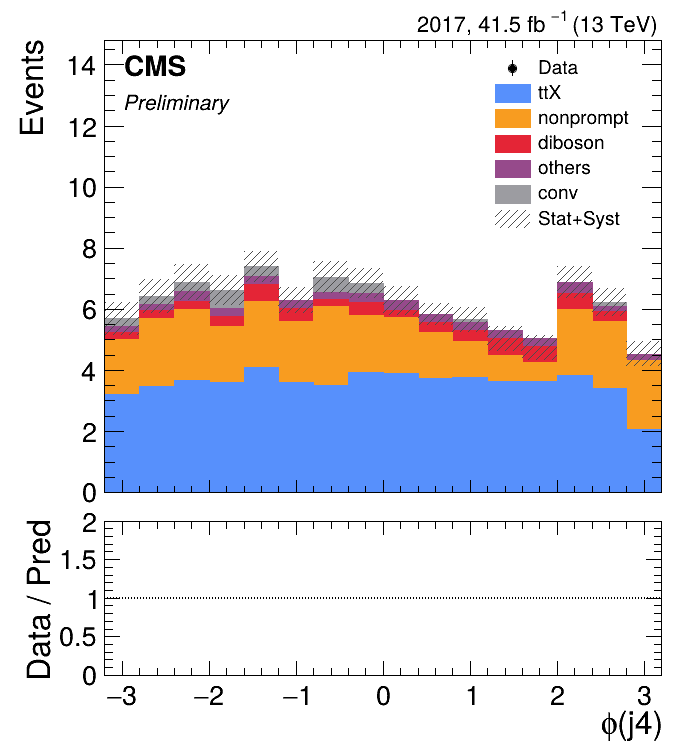 2017, 41.5 fb⁻¹ (13 TeV)
CMS
Preliminary
Events
14
12
10
8
6
4
2
0
Data
ttX
nonprompt
diboson
others
conv
Stat+Syst
Data / Pred
2
1.5
1
0.5
0
−3 −2 −1 0 1 2 3
ϕ(j4)